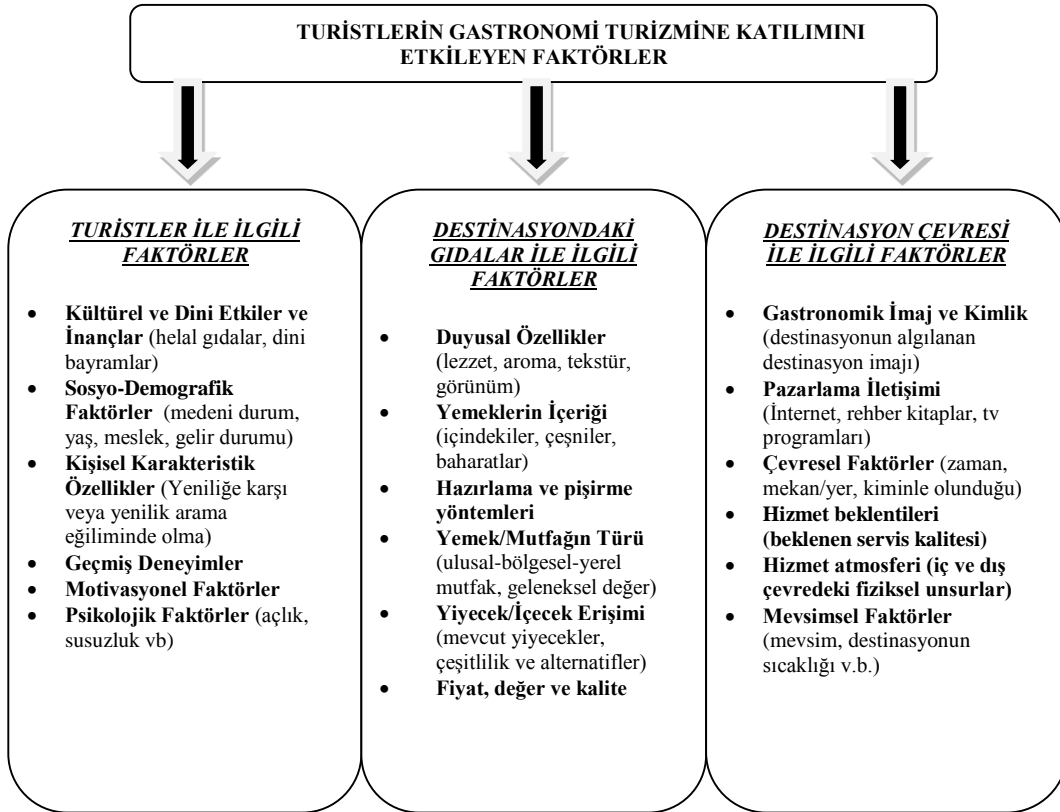 TURİSTLERİN GASTRONOMİ TURİZMİNE KATILIMINI
ETKİLEYEN FAKTÖRLER
TURİSTLER İLE İLGİLİ
FAKTÖRLER
• Kültürel ve Dini Etkiler ve
İnançlar (helal gıdalar, dini
bayramlar)
• Sosyo-Demografik
Faktörler (medeni durum,
yaş, meslek, gelir durumu)
• Kişisel Karakteristik
Özellikler (Yeniliğe karşı
veya yenilik arama
eğiliminde olma)
• Geçmiş Deneyimler
• Motivasyonel Faktörler
• Psikolojik Faktörler (açlık,
susuzluk vb)
DESTİNASYONDAKİ
GIDALAR İLE İLGİLİ
FAKTÖRLER
• Duyusal Özellikler
(lezzet, aroma, tekstür,
görünüm)
• Yemeklerin İçeriği
(içindekiler, çeşniler,
baharatlar)
• Hazırlama ve pişirme
yöntemleri
• Yemek/Mutfağın Türü
(ulusal-bölgesel-yerel
mutfak, geleneksel değer)
• Yiyecek/İçecek Erişimi
(mevcut yiyecekler,
çeşitlilik ve alternatifler)
• Fiyat, değer ve kalite
DESTİNASYON ÇEVRESİ
İLE İLGİLİ FAKTÖRLER
• Gastronomik İmaj ve Kimlik
(destinasyonun algılanan
destinasyon imajı)
• Pazarlama İletişimi
(İnternet, rehber kitaplar, tv
programları)
• Çevresel Faktörler (zaman,
mekan/yer, kiminle olunduğu)
• Hizmet beklentileri
(beklenen servis kalitesi)
• Hizmet atmosferi (iç ve dış
çevredeki fiziksel unsurlar)
• Mevsimsel Faktörler
(mevsim, destinasyonun
sıcaklığı v.b.)